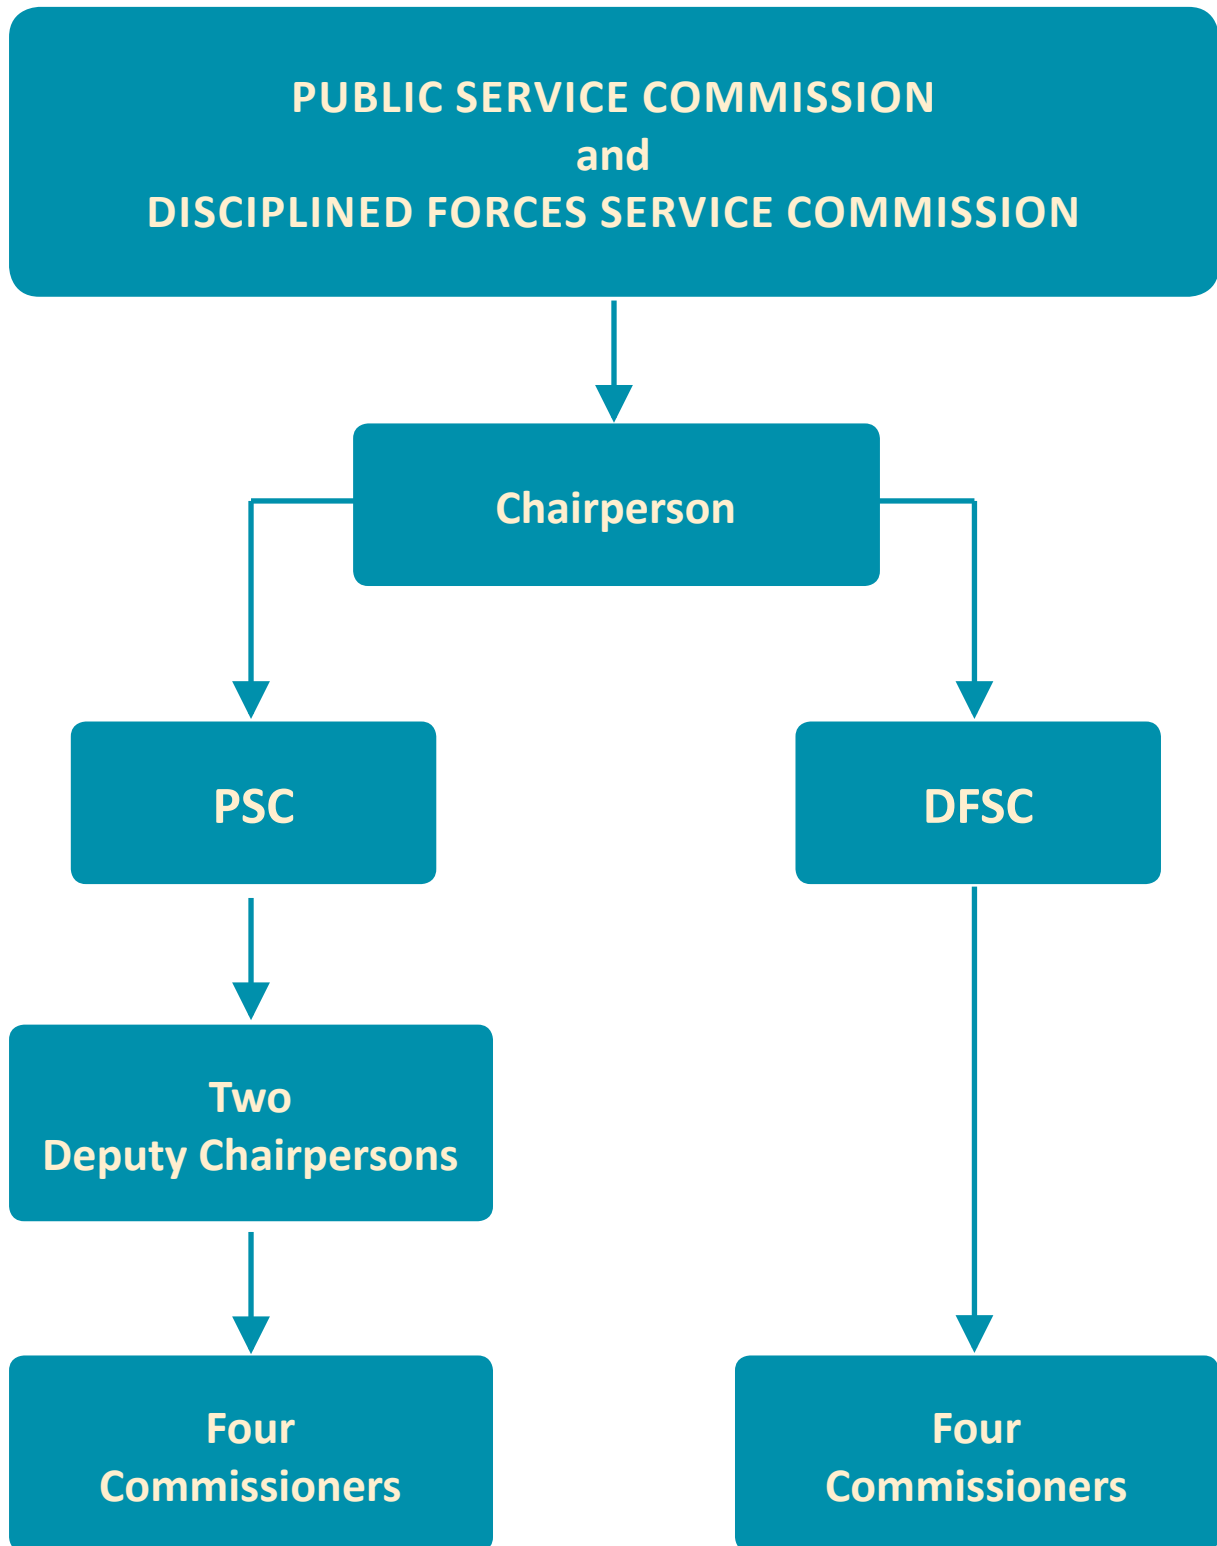 PUBLIC SERVICE COMMISSION
and
DISCIPLINED FORCES SERVICE COMMISSION
Chairperson
PSC
DFSC
Two
Deputy Chairpersons
Four
Commissioners
Four
Commissioners